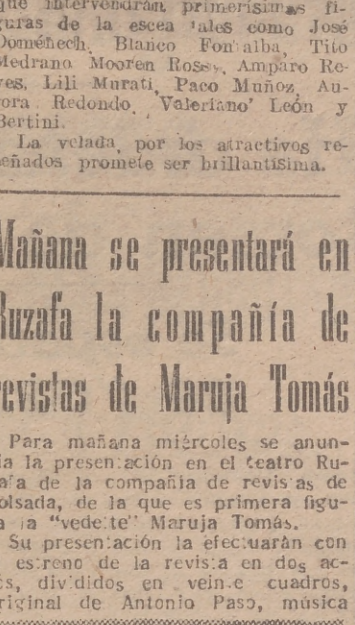 que intervendrán primerísimas fi-
guras de la escea 'ales como José
Doménech, Blanco Fontalba, Tito
Medrano Mooren Rossy, Amparo Re-
yes, Lili Murati, Paco Muñoz, Au-
rora Redondo, Valeriano León y
Bertini.
La velada, por los atractivos re-
señados promete ser brillantísima.
Mañana se presentará en
Ruzafa la compañía de
revistas de Maruja Tomás
Para mañana miércoles se anun-
cia la presentación en el teatro Ru-
zafa de la compañía de revistas de
Colsada, de la que es primera figu-
ra la "vedette" Maruja Tomás.
Su presentación la efectuarán con
estreno de la revista en dos ac-
tos, divididos en veinte cuadros,
original de Antonio Paso, música